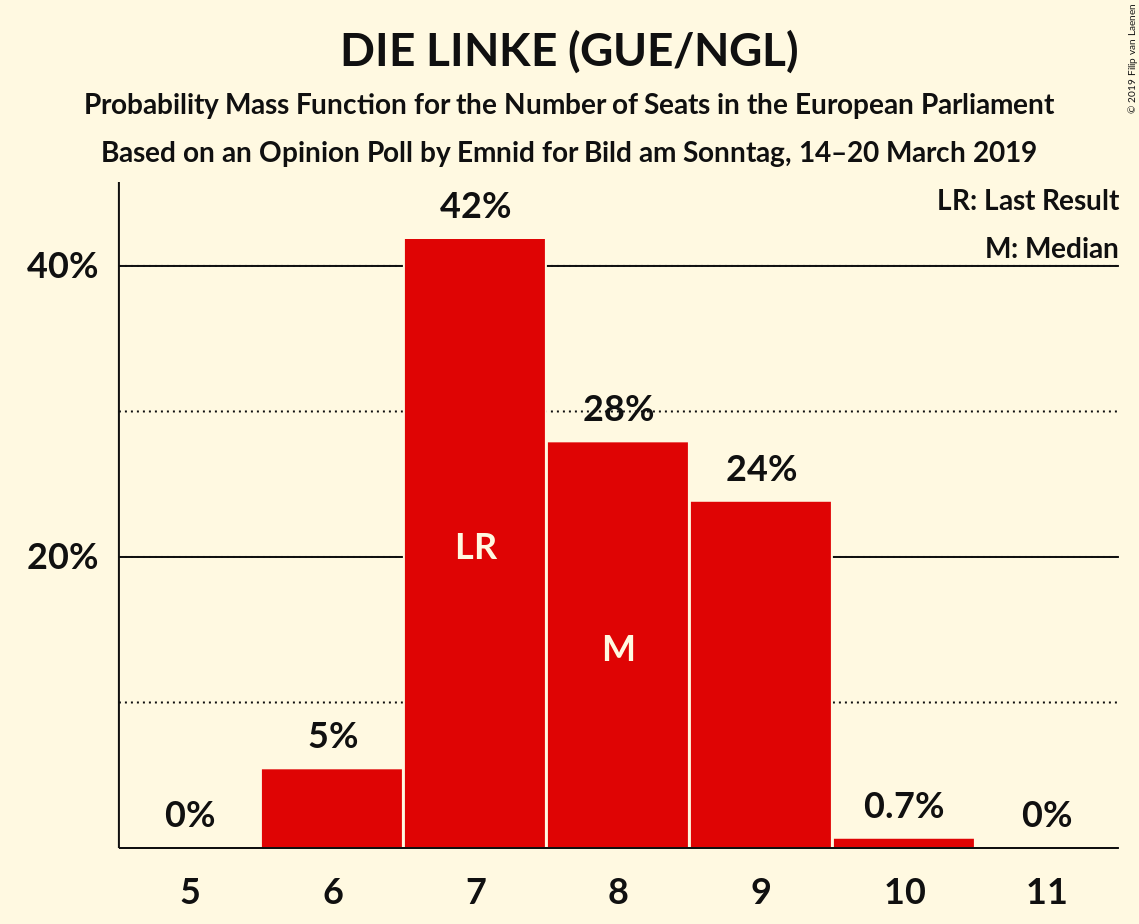 DIE LINKE (GUE/NGL)
Probability Mass Function for the Number of Seats in the European Parliament
Based on an Opinion Poll by Emnid for Bild am Sonntag, 14–20 March 2019
© 2019 Filip van Laenen
LR: Last Result
M: Median
40%
20%
42%
28%
24%
LR
M
5%
0%
0.7%
0%
5 6 7 8 9 10 11